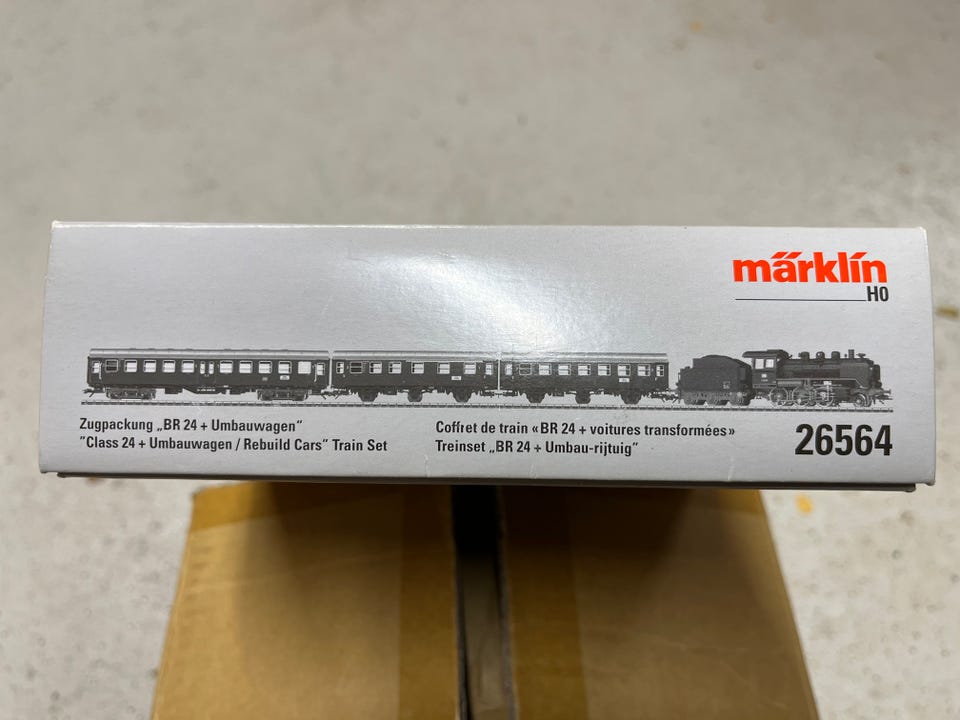 märklín
H0
Zugpackung „BR 24 + Umbauwagen"
"Class 24 + Umbauwagen / Rebuild Cars" Train Set
Coffret de train «BR 24 + voitures transformées»
Treinset „BR 24 + Umbau-rijtuig"
26564